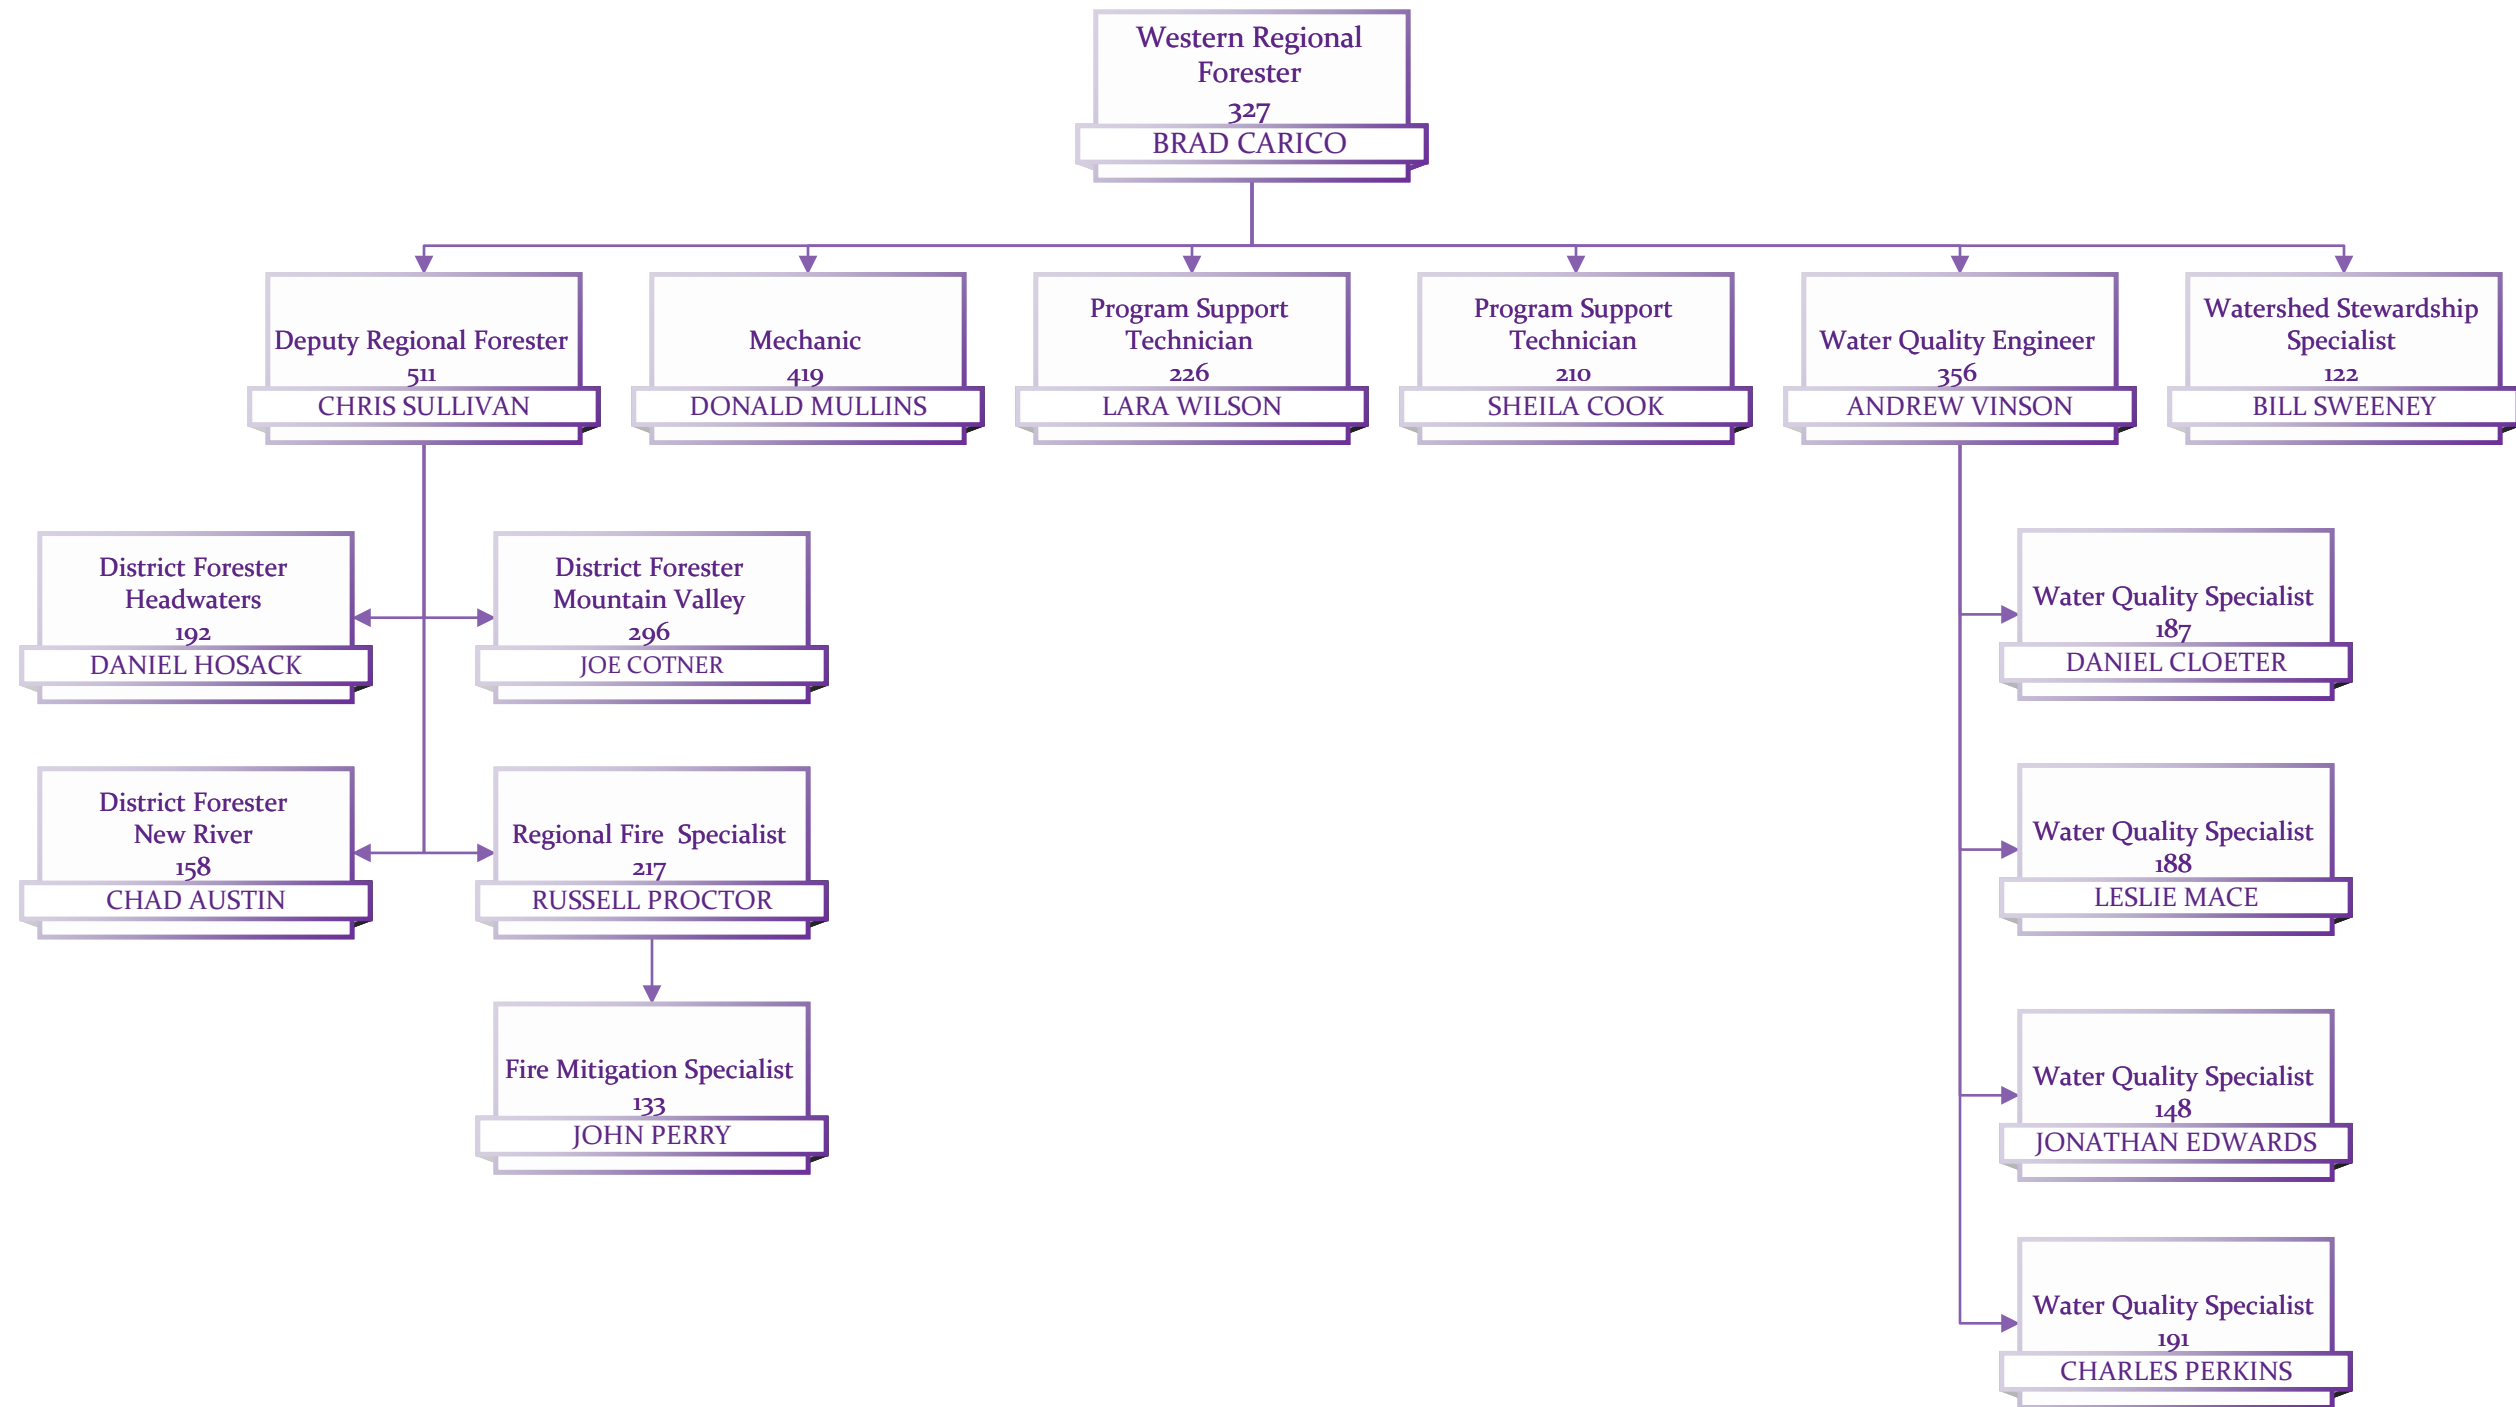 Western Regional
Forester
327
BRAD CARICO
Deputy Regional Forester
511
CHRIS SULLIVAN
Mechanic
419
DONALD MULLINS
Program Support
Technician
226
LARA WILSON
Program Support
Technician
210
SHEILA COOK
Water Quality Engineer
356
ANDREW VINSON
Watershed Stewardship
Specialist
122
BILL SWEENEY
District Forester
Headwaters
192
DANIEL HOSACK
District Forester
Mountain Valley
296
JOE COTNER
Water Quality Specialist
187
DANIEL CLOETER
District Forester
New River
158
CHAD AUSTIN
Regional Fire  Specialist
217
RUSSELL PROCTOR
Water Quality Specialist
188
LESLIE MACE
Fire Mitigation Specialist
133
JOHN PERRY
Water Quality Specialist
148
JONATHAN EDWARDS
Water Quality Specialist
191
CHARLES PERKINS